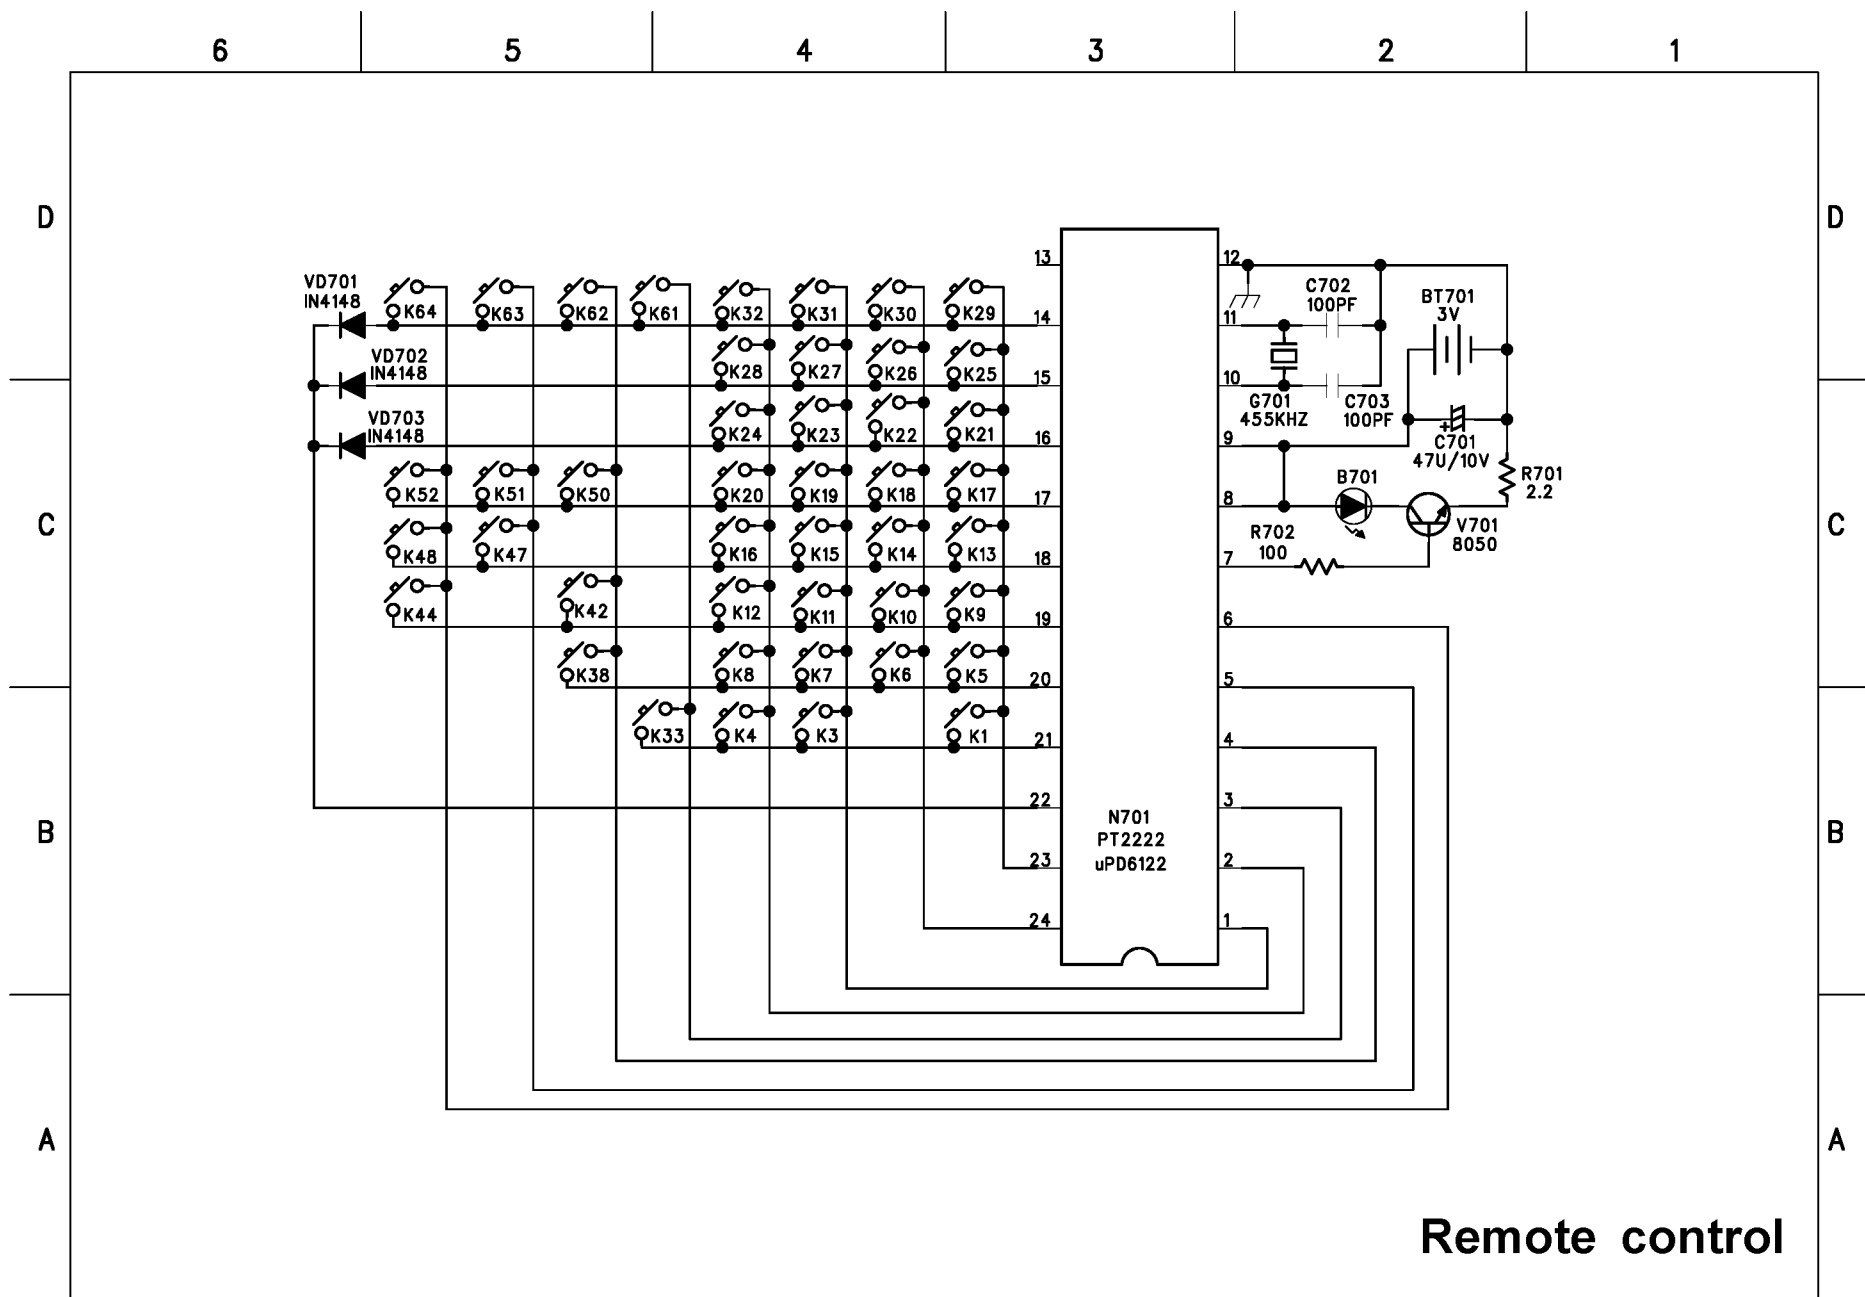 6 5 4 3 2 1
D D
13 12
VD701 C702
IN4148 100PF
BT701
3V
K64 K63 K62 K61 K32 K31 K30 K29
14 11
VD702
IN4148
K28 K27 K26 K25
15 10
G701 C703
455KHZ 100PF
VD703
IN4148
K24 K23 K22 K21
16 9
+
C701
47U/10V
B701
R701
2.2
K52 K51 K50 K20 K19 K18 K17
17 8
C C
R702
100
V701
8050
K48 K47 K16 K15 K14 K13
18 7
K44 K42 K12 K11 K10 K9
19 6
K38 K8 K7 K6 K5
20 5
K33 K4 K3 K1
21 4
22 3
N701
PT2222
uPD6122
B B
23 2
24 1
A A
Remote control